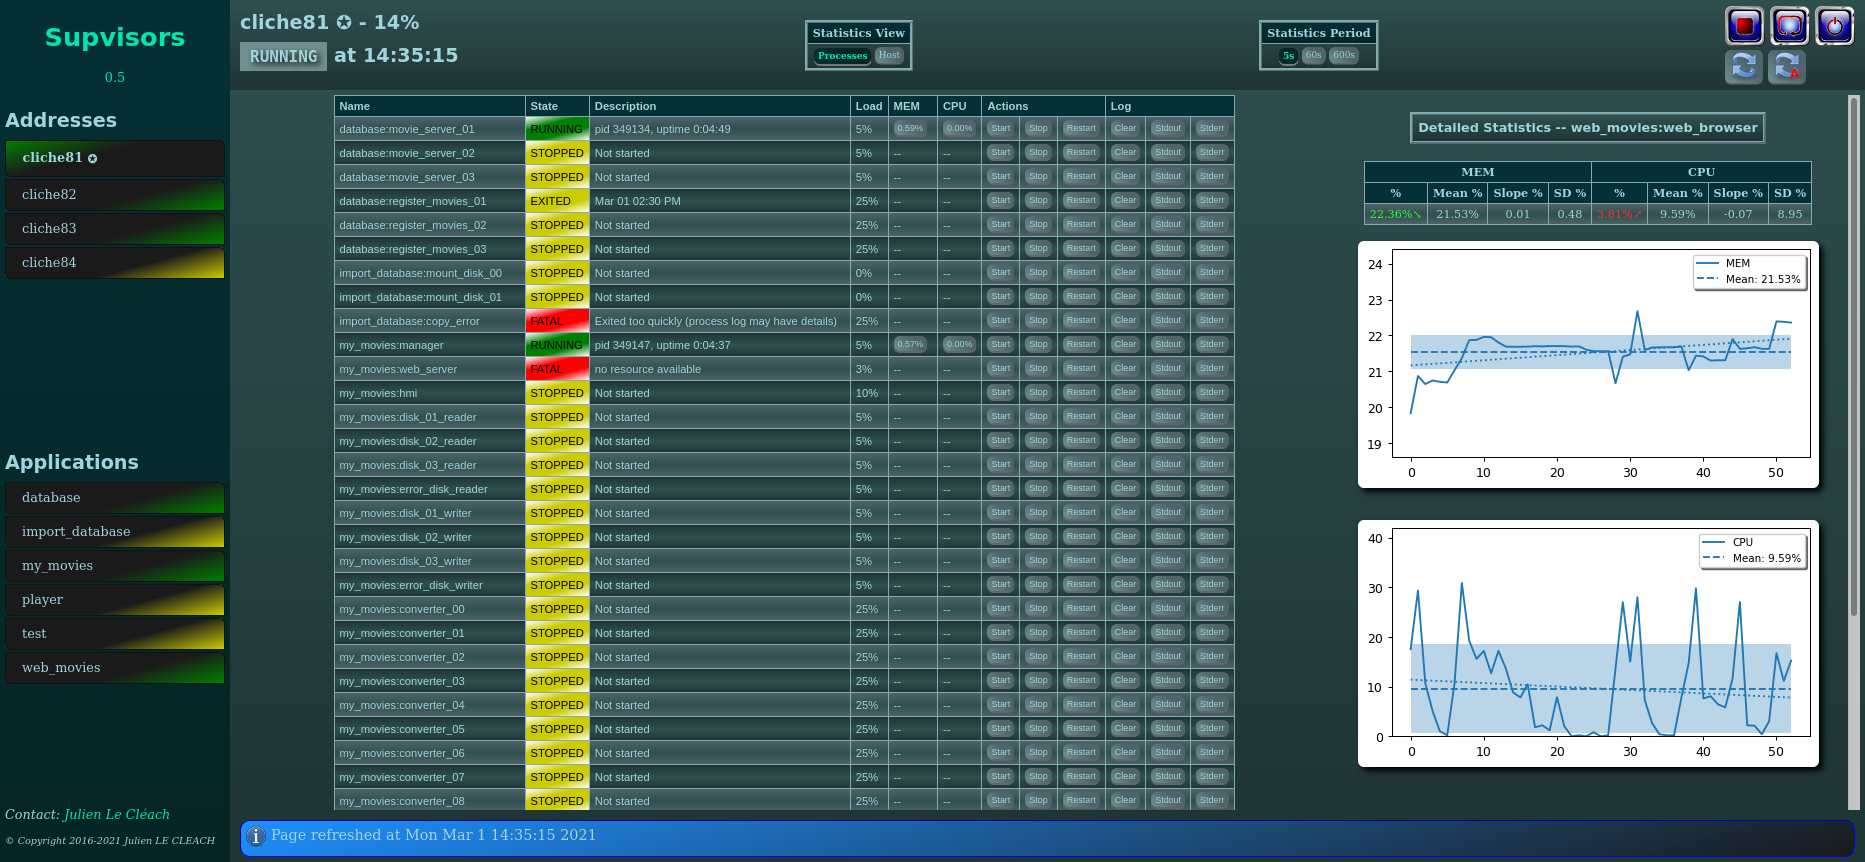 Supvisors
0.5
Addresses
cliche81 ✪
cliche82
cliche83
cliche84
Applications
database
import_database
my_movies
player
test
web_movies
Contact: Julien Le Cléach
© Copyright 2016-2021 Julien LE CLEACH
cliche81 ✪ - 14%
RUNNING at 14:35:15
Statistics View
Processes Host
Statistics Period
5s 60s 600s
A
Name State Description Load MEM CPU Actions Log
database:movie_server_01 RUNNING pid 349134, uptime 0:04:49 5% 0.59% 0.00% Start Stop Restart Clear Stdout Stderr
database:movie_server_02 STOPPED Not started 5% -- -- Start Stop Restart Clear Stdout Stderr
database:movie_server_03 STOPPED Not started 5% -- -- Start Stop Restart Clear Stdout Stderr
database:register_movies_01 EXITED Mar 01 02:30 PM 25% -- -- Start Stop Restart Clear Stdout Stderr
database:register_movies_02 STOPPED Not started 25% -- -- Start Stop Restart Clear Stdout Stderr
database:register_movies_03 STOPPED Not started 25% -- -- Start Stop Restart Clear Stdout Stderr
import_database:mount_disk_00 STOPPED Not started 0% -- -- Start Stop Restart Clear Stdout Stderr
import_database:mount_disk_01 STOPPED Not started 0% -- -- Start Stop Restart Clear Stdout Stderr
import_database:copy_error FATAL Exited too quickly (process log may have details) 25% -- -- Start Stop Restart Clear Stdout Stderr
my_movies:manager RUNNING pid 349147, uptime 0:04:37 5% 0.57% 0.00% Start Stop Restart Clear Stdout Stderr
my_movies:web_server FATAL no resource available 3% -- -- Start Stop Restart Clear Stdout Stderr
my_movies:hmi STOPPED Not started 10% -- -- Start Stop Restart Clear Stdout Stderr
my_movies:disk_01_reader STOPPED Not started 5% -- -- Start Stop Restart Clear Stdout Stderr
my_movies:disk_02_reader STOPPED Not started 5% -- -- Start Stop Restart Clear Stdout Stderr
my_movies:disk_03_reader STOPPED Not started 5% -- -- Start Stop Restart Clear Stdout Stderr
my_movies:error_disk_reader STOPPED Not started 5% -- -- Start Stop Restart Clear Stdout Stderr
my_movies:disk_01_writer STOPPED Not started 5% -- -- Start Stop Restart Clear Stdout Stderr
my_movies:disk_02_writer STOPPED Not started 5% -- -- Start Stop Restart Clear Stdout Stderr
my_movies:disk_03_writer STOPPED Not started 5% -- -- Start Stop Restart Clear Stdout Stderr
my_movies:error_disk_writer STOPPED Not started 5% -- -- Start Stop Restart Clear Stdout Stderr
my_movies:converter_00 STOPPED Not started 25% -- -- Start Stop Restart Clear Stdout Stderr
my_movies:converter_01 STOPPED Not started 25% -- -- Start Stop Restart Clear Stdout Stderr
my_movies:converter_02 STOPPED Not started 25% -- -- Start Stop Restart Clear Stdout Stderr
my_movies:converter_03 STOPPED Not started 25% -- -- Start Stop Restart Clear Stdout Stderr
my_movies:converter_04 STOPPED Not started 25% -- -- Start Stop Restart Clear Stdout Stderr
my_movies:converter_05 STOPPED Not started 25% -- -- Start Stop Restart Clear Stdout Stderr
my_movies:converter_06 STOPPED Not started 25% -- -- Start Stop Restart Clear Stdout Stderr
my_movies:converter_07 STOPPED Not started 25% -- -- Start Stop Restart Clear Stdout Stderr
my_movies:converter_08 STOPPED Not started 25% -- -- Start Stop Restart Clear Stdout Stderr
Detailed Statistics -- web_movies:web_browser
MEM CPU
% Mean % Slope % SD % % Mean % Slope % SD %
22.36%↘ 21.53% 0.01 0.48 3.81%↗ 9.59% -0.07 8.95
24
23
22
21
20
19
0 10 20 30 40 50
MEM
Mean: 21.53%
40
30
20
10
0
0 10 20 30 40 50
CPU
Mean: 9.59%
i Page refreshed at Mon Mar 1 14:35:15 2021